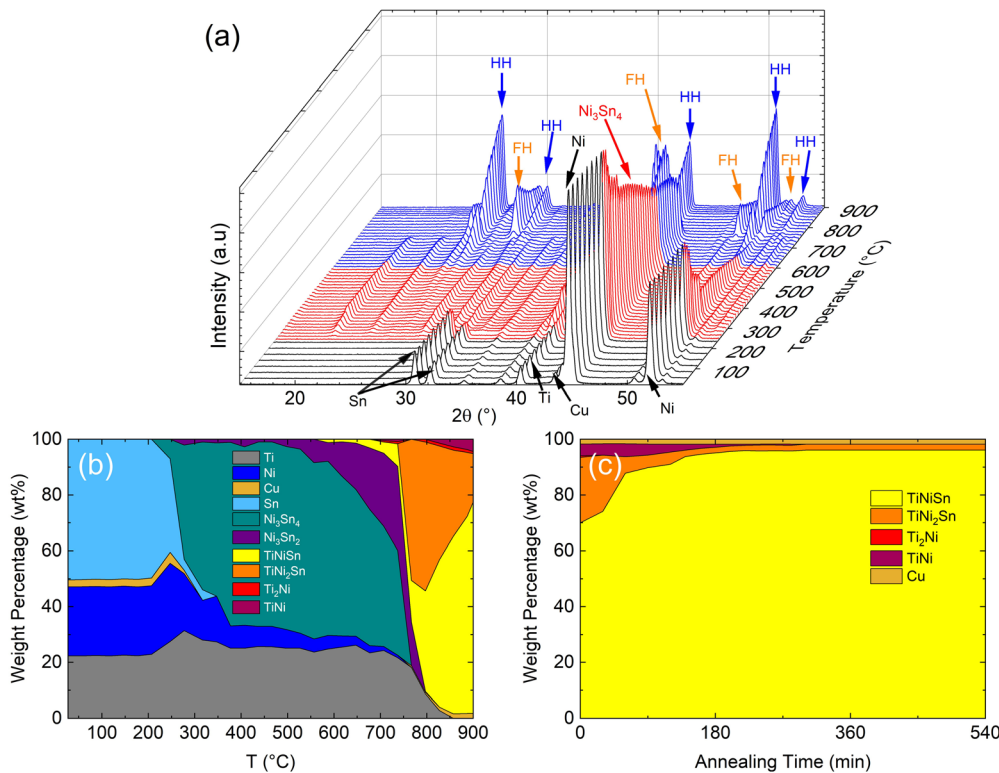 (a)
HH
HH
FH
HH
Ni₃Sn₄
HH
Ni
FH
FH
FH
HH
Intensity (a.u)
900
800
700
600
500
400
300
200
100
Temperature (°C)
Sn
Ti
Cu
Ni
20
30
40
50
2θ (°)
(b)
100
80
60
40
20
0
Weight Percentage (wt%)
Ti
Ni
Cu
Sn
Ni₃Sn₄
Ni₃Sn₂
TiNiSn
TiNi₂Sn
Ti₂Ni
TiNi
100 200 300 400 500 600 700 800 900
T (°C)
(c)
100
80
60
40
20
0
Weight Percentage (wt%)
TiNiSn
TiNi₂Sn
Ti₂Ni
TiNi
Cu
0 180 360 540
Annealing Time (min)